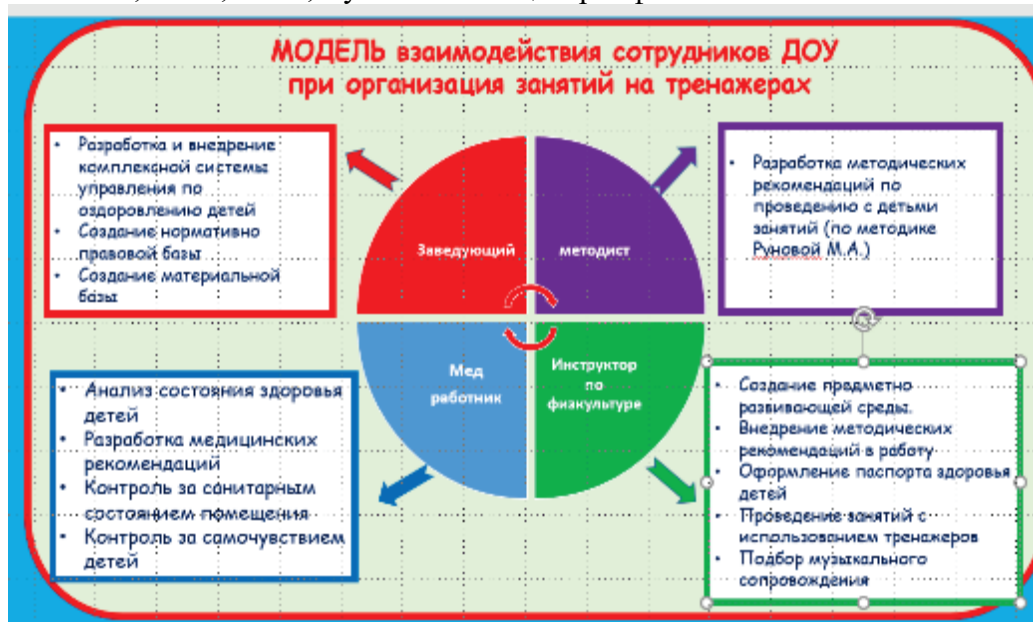 МОДЕЛЬ взаимодействия сотрудников ДОУ
при организация занятий на тренажерах
• Разработка и внедрение
комплексной системы
управления по
оздоровлению детей
• Создание нормативно
правовой базы
• Создание материальной
базы
Заведующий
методист
• Разработка методических
рекомендаций по
проведению с детьми
занятий (по методике
Руновой М.А.)
• Анализ состояния здоровья
детей
• Разработка медицинских
рекомендаций
• Контроль за санитарным
состоянием помещения
• Контроль за самочувствием
детей
Мед
работник
Инструктор
по
физкультуре
• Создание предметно
развивающей среды.
• Внедрение методических
рекомендаций в работу
• Оформление паспорта здоровья
детей
• Проведение занятий с
использованием тренажеров
• Подбор музыкального
сопровождения